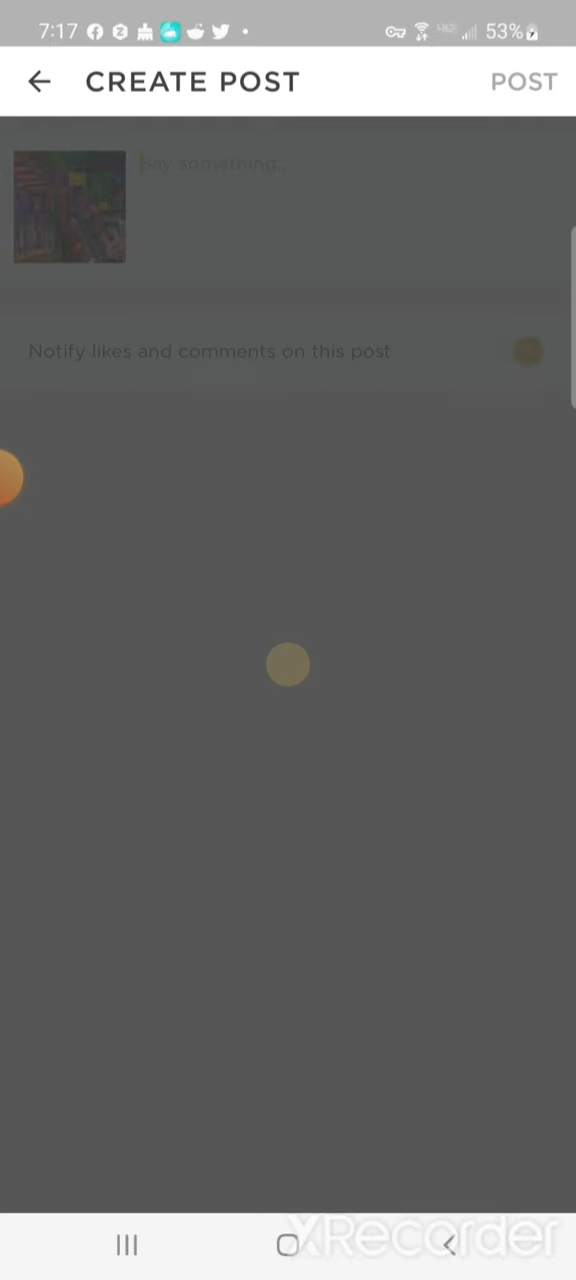 7:17 53%
CREATE POST POST
Say something...
Notify likes and comments on this post
XRecorder